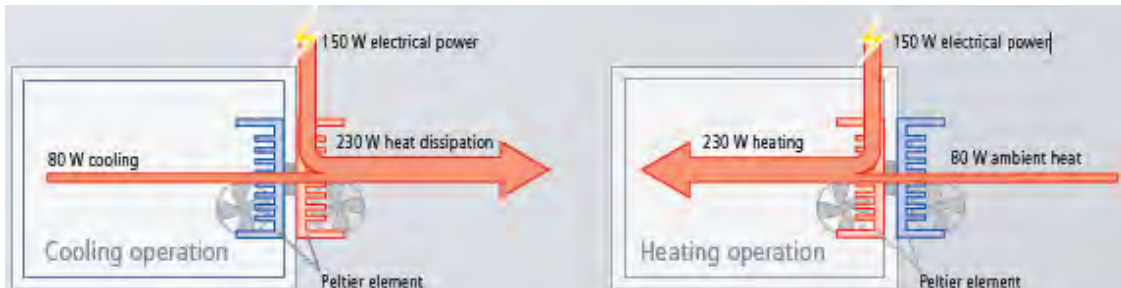 150 W electrical power
230 W heat dissipation
80 W cooling
Cooling operation
Peltier element
150 W electrical power
230 W heating
80 W ambient heat
Heating operation
Peltier element